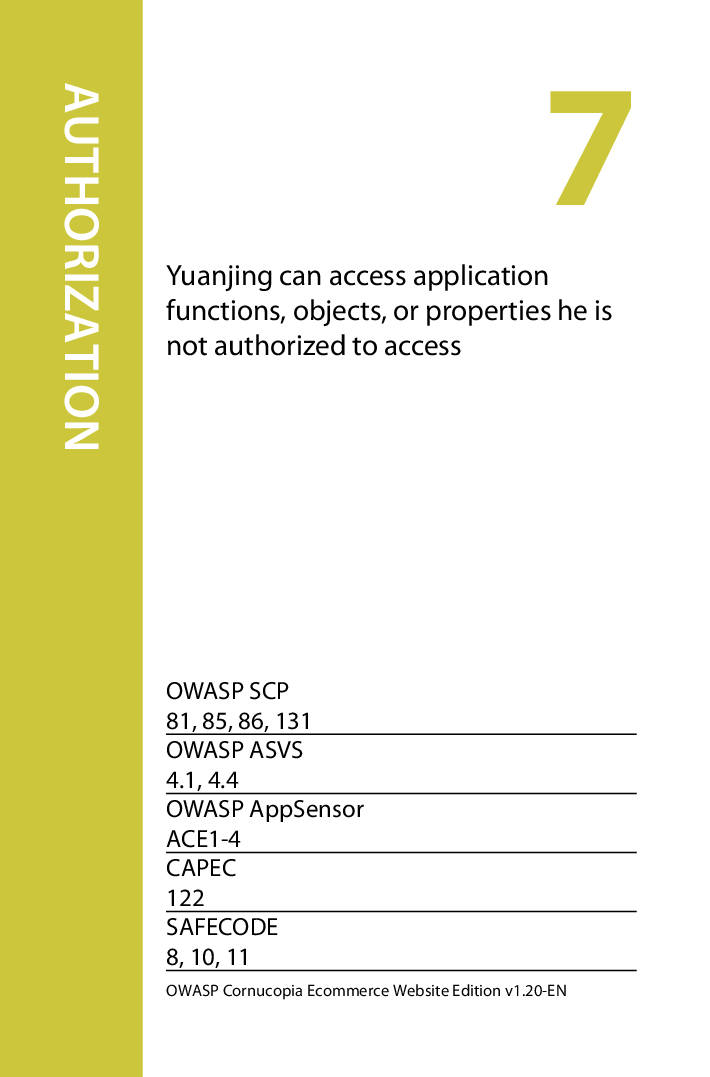 AUTHORIZATION
7
Yuanjing can access application
functions, objects, or properties he is
not authorized to access
OWASP SCP
81, 85, 86, 131
OWASP ASVS
4.1, 4.4
OWASP AppSensor
ACE1-4
CAPEC
122
SAFECODE
8, 10, 11
OWASP Cornucopia Ecommerce Website Edition v1.20-EN